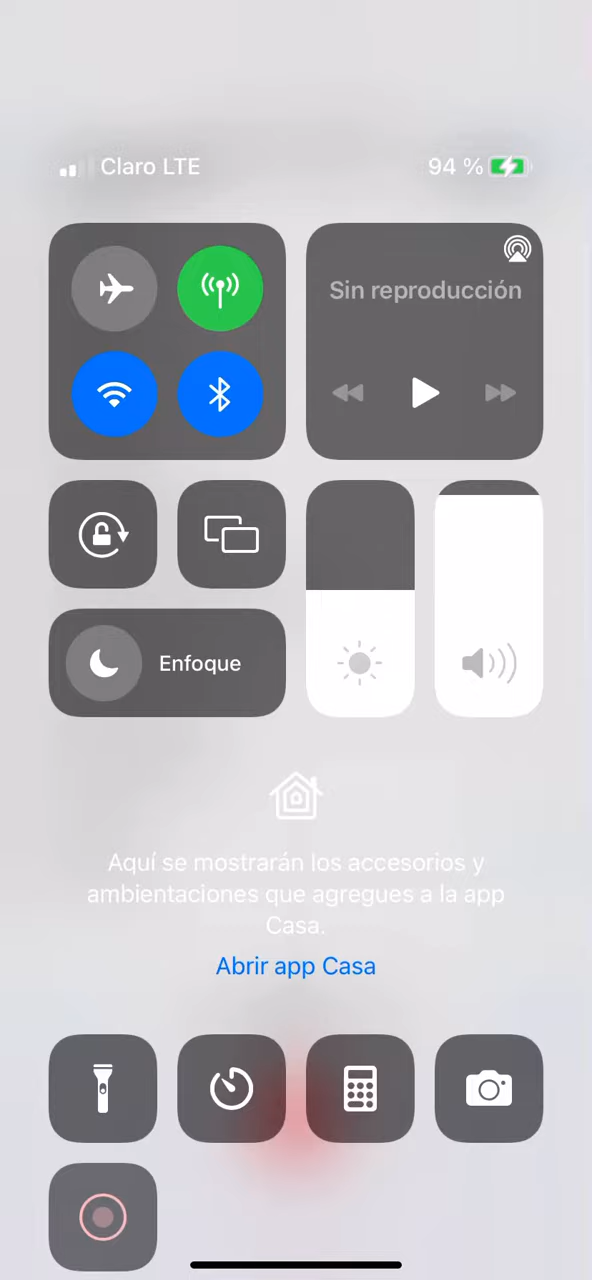 Claro LTE
94 %
Sin reproducción
Enfoque
Aquí se mostrarán los accesorios y
ambientaciones que agregues a la app
Casa.
Abrir app Casa